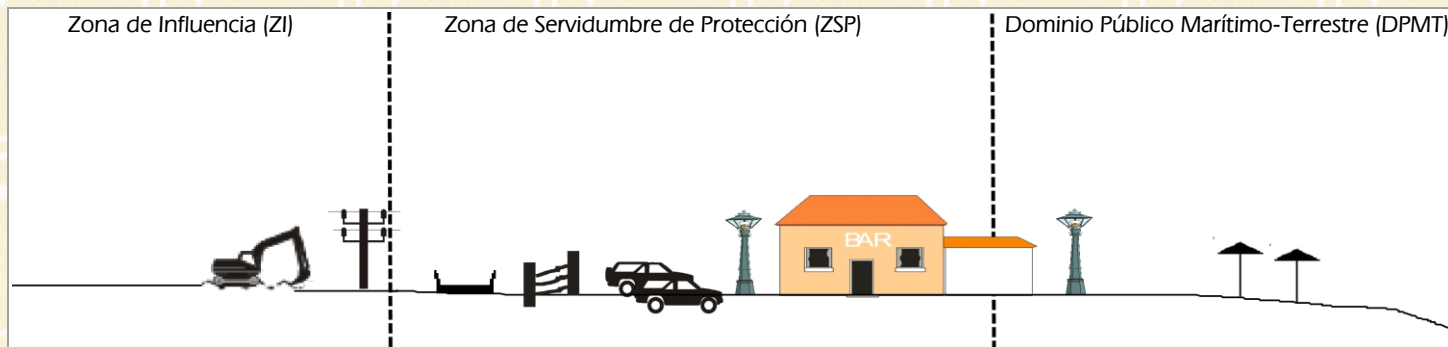 Zona de Influencia (ZI)
Zona de Servidumbre de Protección (ZSP)
Dominio Público Marítimo-Terrestre (DPMT)
BAR